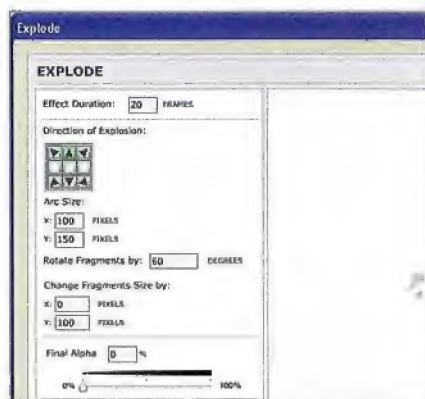 Explode
EXPLODE
Effect Duration: 20 FRAMES
Direction of Explosion:
Arc Size:
X: 100 PIXELS
Y: 150 PIXELS
Rotate Fragments by: 60 DEGREES
Change Fragments Size by:
X: 0 PIXELS
Y: 100 PIXELS
Final Alpha 0 %
0% 100%